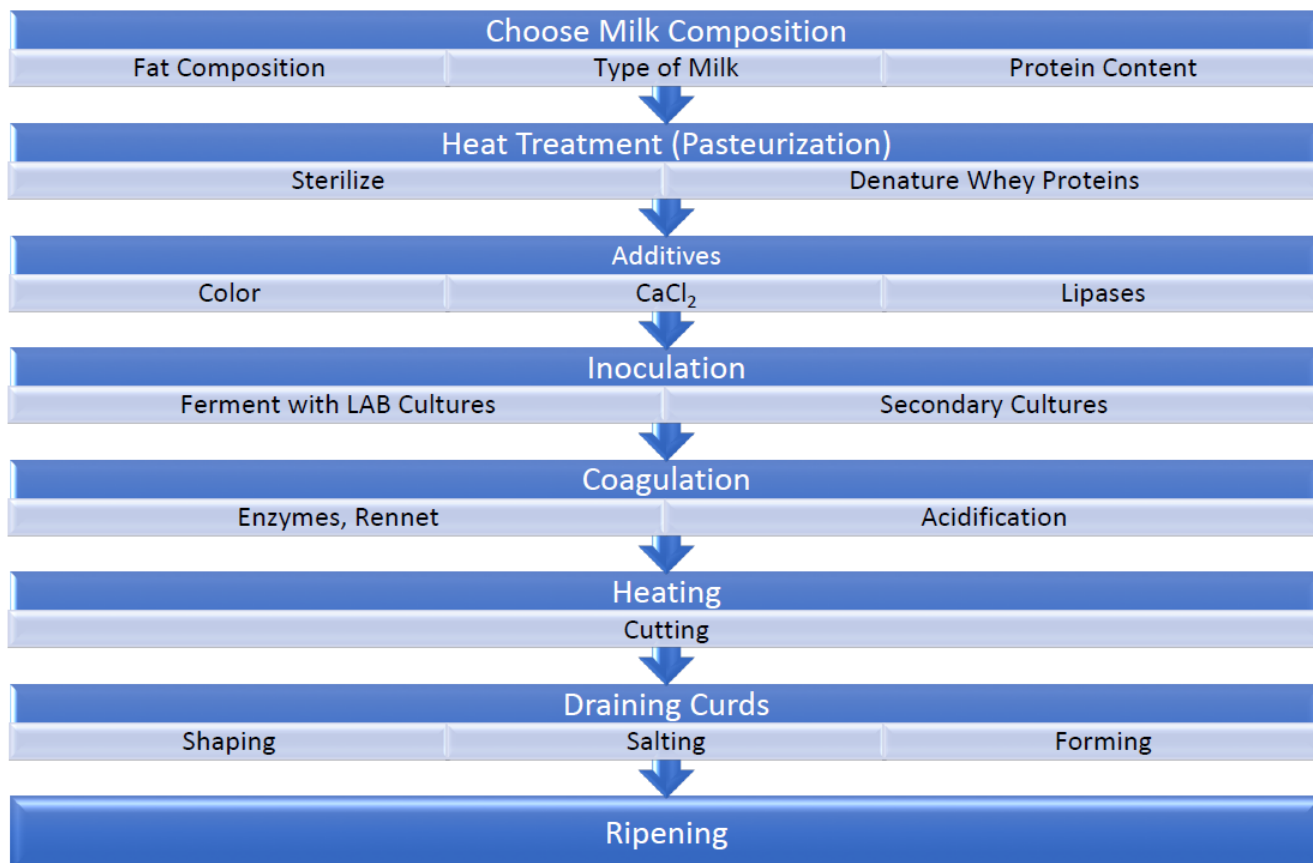 Choose Milk Composition
Fat Composition Type of Milk Protein Content
Heat Treatment (Pasteurization)
Sterilize Denature Whey Proteins
Additives
Color CaCl₂ Lipases
Inoculation
Ferment with LAB Cultures Secondary Cultures
Coagulation
Enzymes, Rennet Acidification
Heating
Cutting
Draining Curds
Shaping Salting Forming
Ripening